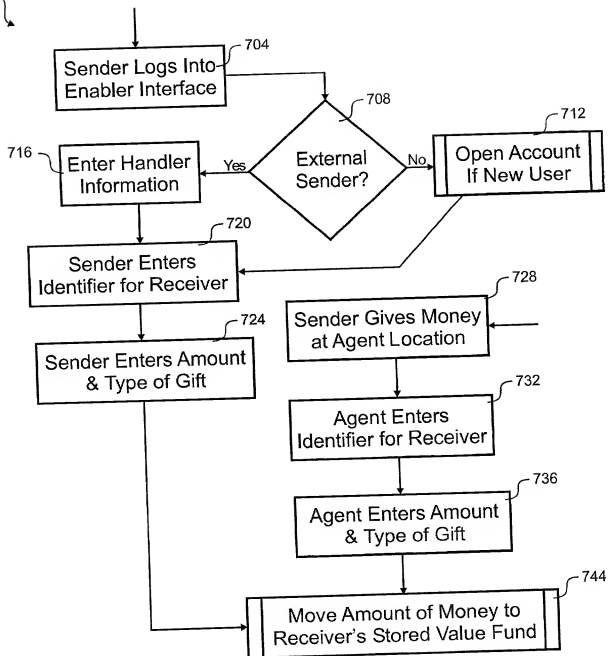 704
Sender Logs Into
Enabler Interface
708
External
Sender?
Yes
No
712
Open Account
If New User
716
Enter Handler
Information
720
Sender Enters
Identifier for Receiver
724
Sender Enters Amount
& Type of Gift
728
Sender Gives Money
at Agent Location
732
Agent Enters
Identifier for Receiver
736
Agent Enters Amount
& Type of Gift
744
Move Amount of Money to
Receiver's Stored Value Fund